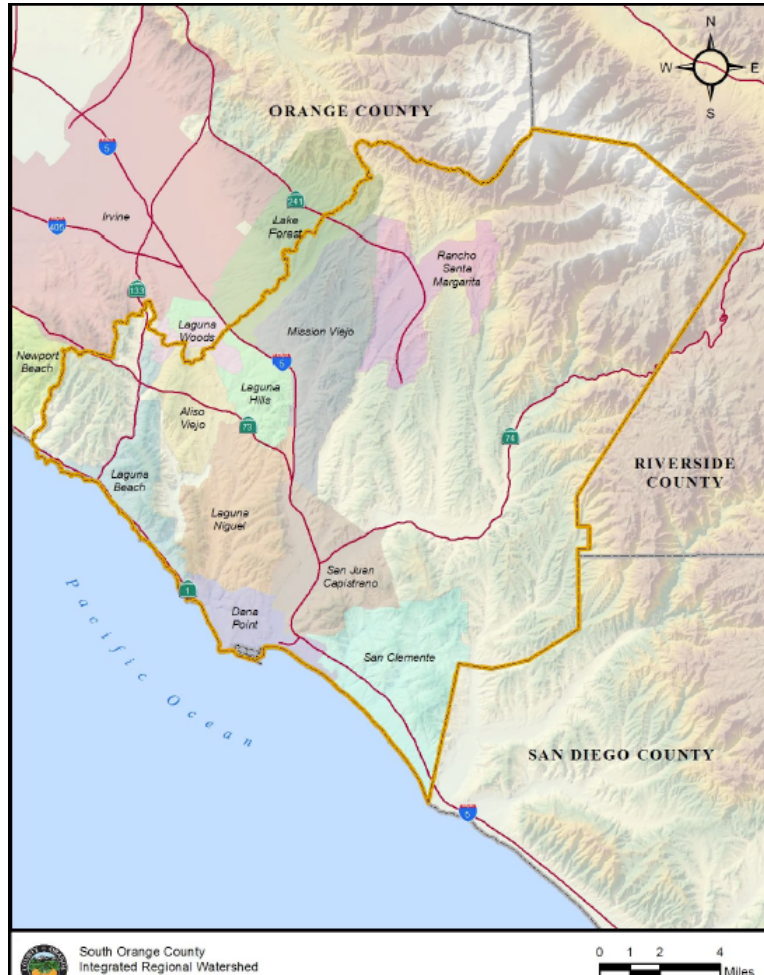 N
W
E
S
ORANGE COUNTY
5
241
Irvine
Lake
Forest
405
Rancho
Santa
Margarita
133
Laguna
Woods
Mission Viejo
Newport
Beach
5
Laguna
Hills
Aliso
Viejo
73
74
RIVERSIDE
COUNTY
Laguna
Beach
Laguna
Niguel
San Juan
Capistrano
1
Dana
Point
San Clemente
Pacific Ocean
SAN DIEGO COUNTY
5
South Orange County
Integrated Regional Watershed
0 1 2 4
Miles